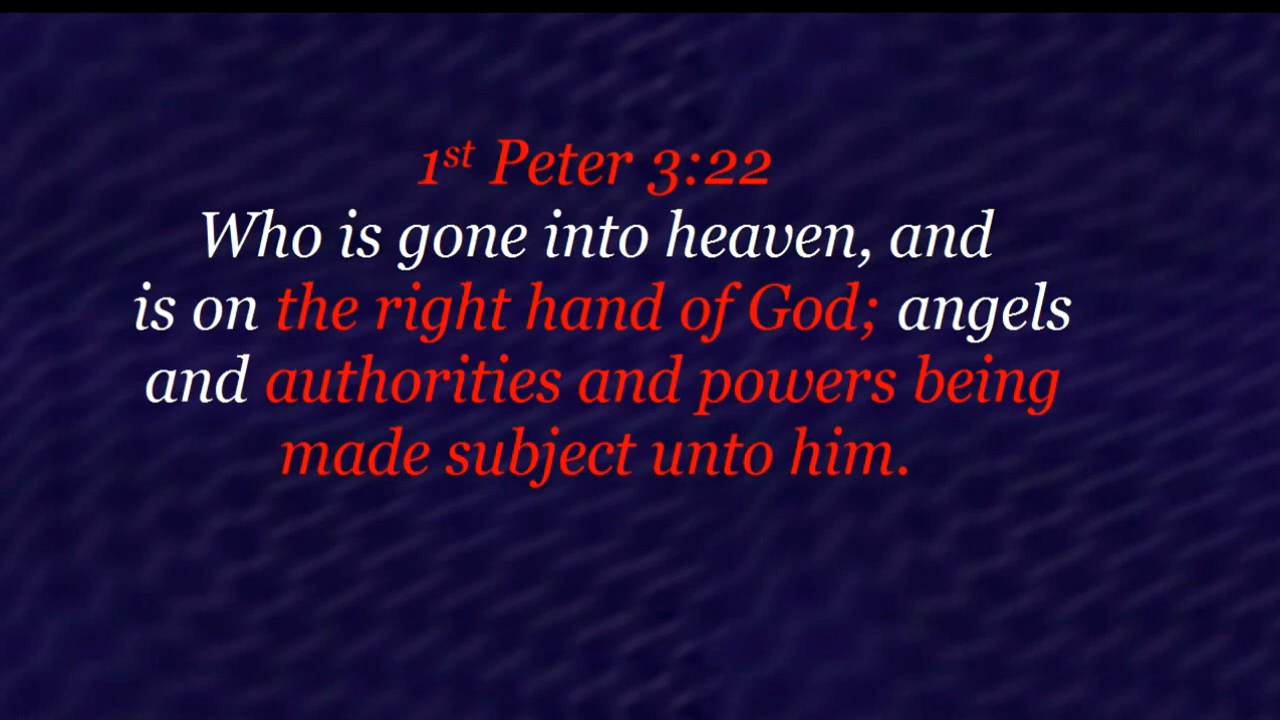 1st Peter 3:22
Who is gone into heaven, and
is on the right hand of God; angels
and authorities and powers being
made subject unto him.